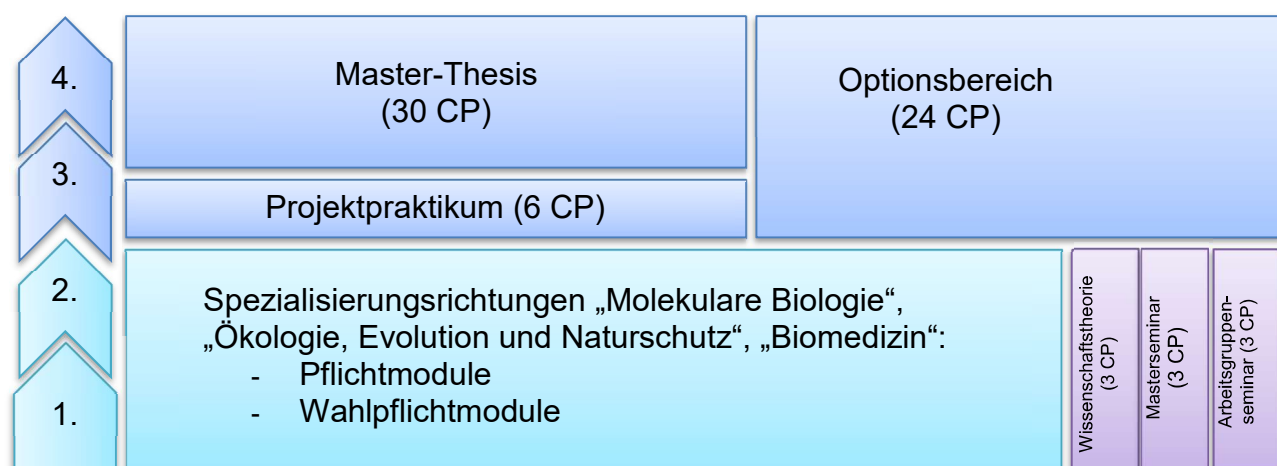 4.
Master-Thesis
(30 CP)
Optionsbereich
(24 CP)
3.
Projektpraktikum (6 CP)
2.
Spezialisierungsrichtungen „Molekulare Biologie“,
„Ökologie, Evolution und Naturschutz“, „Biomedizin“:
- Pflichtmodule
- Wahlpflichtmodule
1.
Wissenschaftstheorie
(3 CP)
Masterseminar
(3 CP)
Arbeitsgruppen-
seminar (3 CP)